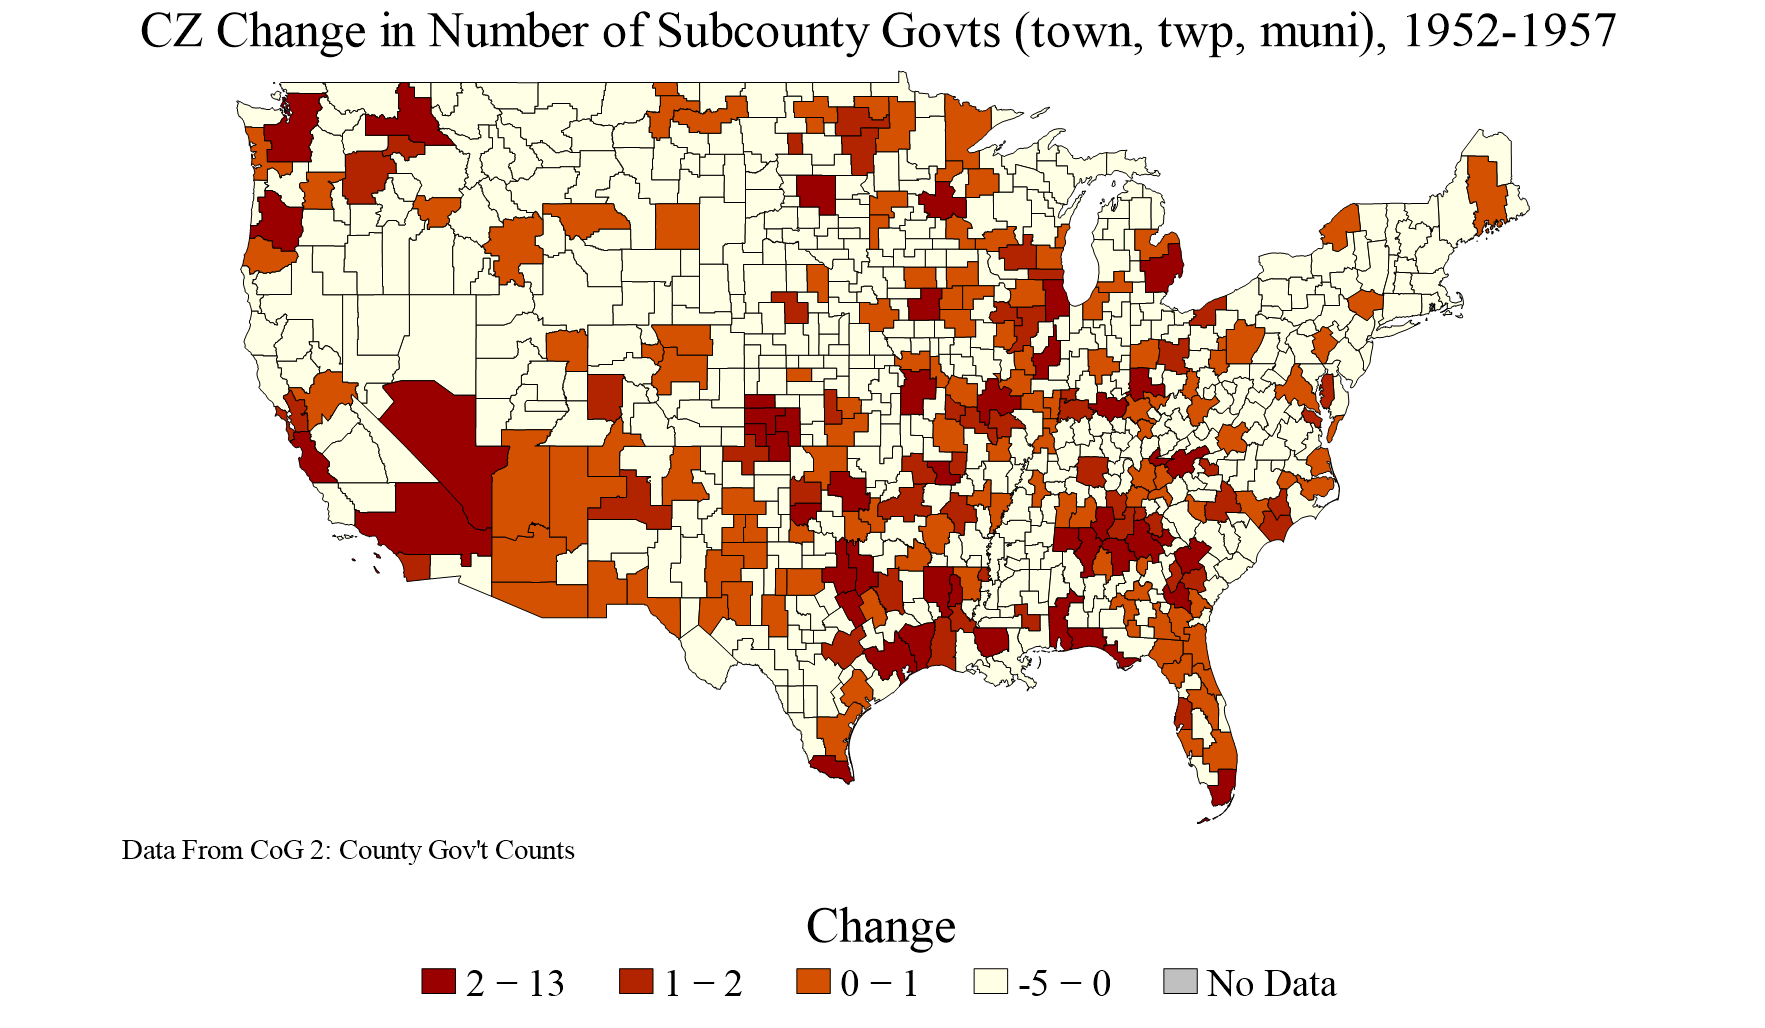 CZ Change in Number of Subcounty Govts (town, twp, muni), 1952-1957
Data From CoG 2: County Gov't Counts
Change
2 − 13
1 − 2
0 − 1
-5 − 0
No Data